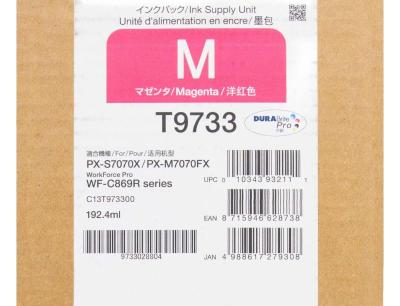 インクパック/Ink Supply Unit
Unité d'alimentation en encre/墨包
M
マゼンタ/Magenta/洋红色
T9733
DURABrite
Pro
適合機種/For/Pour/适用机型
PX-S7070X/PX-M7070FX
WorkForce Pro
WF-C869R series
C13T973300
192.4ml
9733028804
UPC 0 10343 93211 1
EAN 8 715946 628738
JAN 4 988617 279308